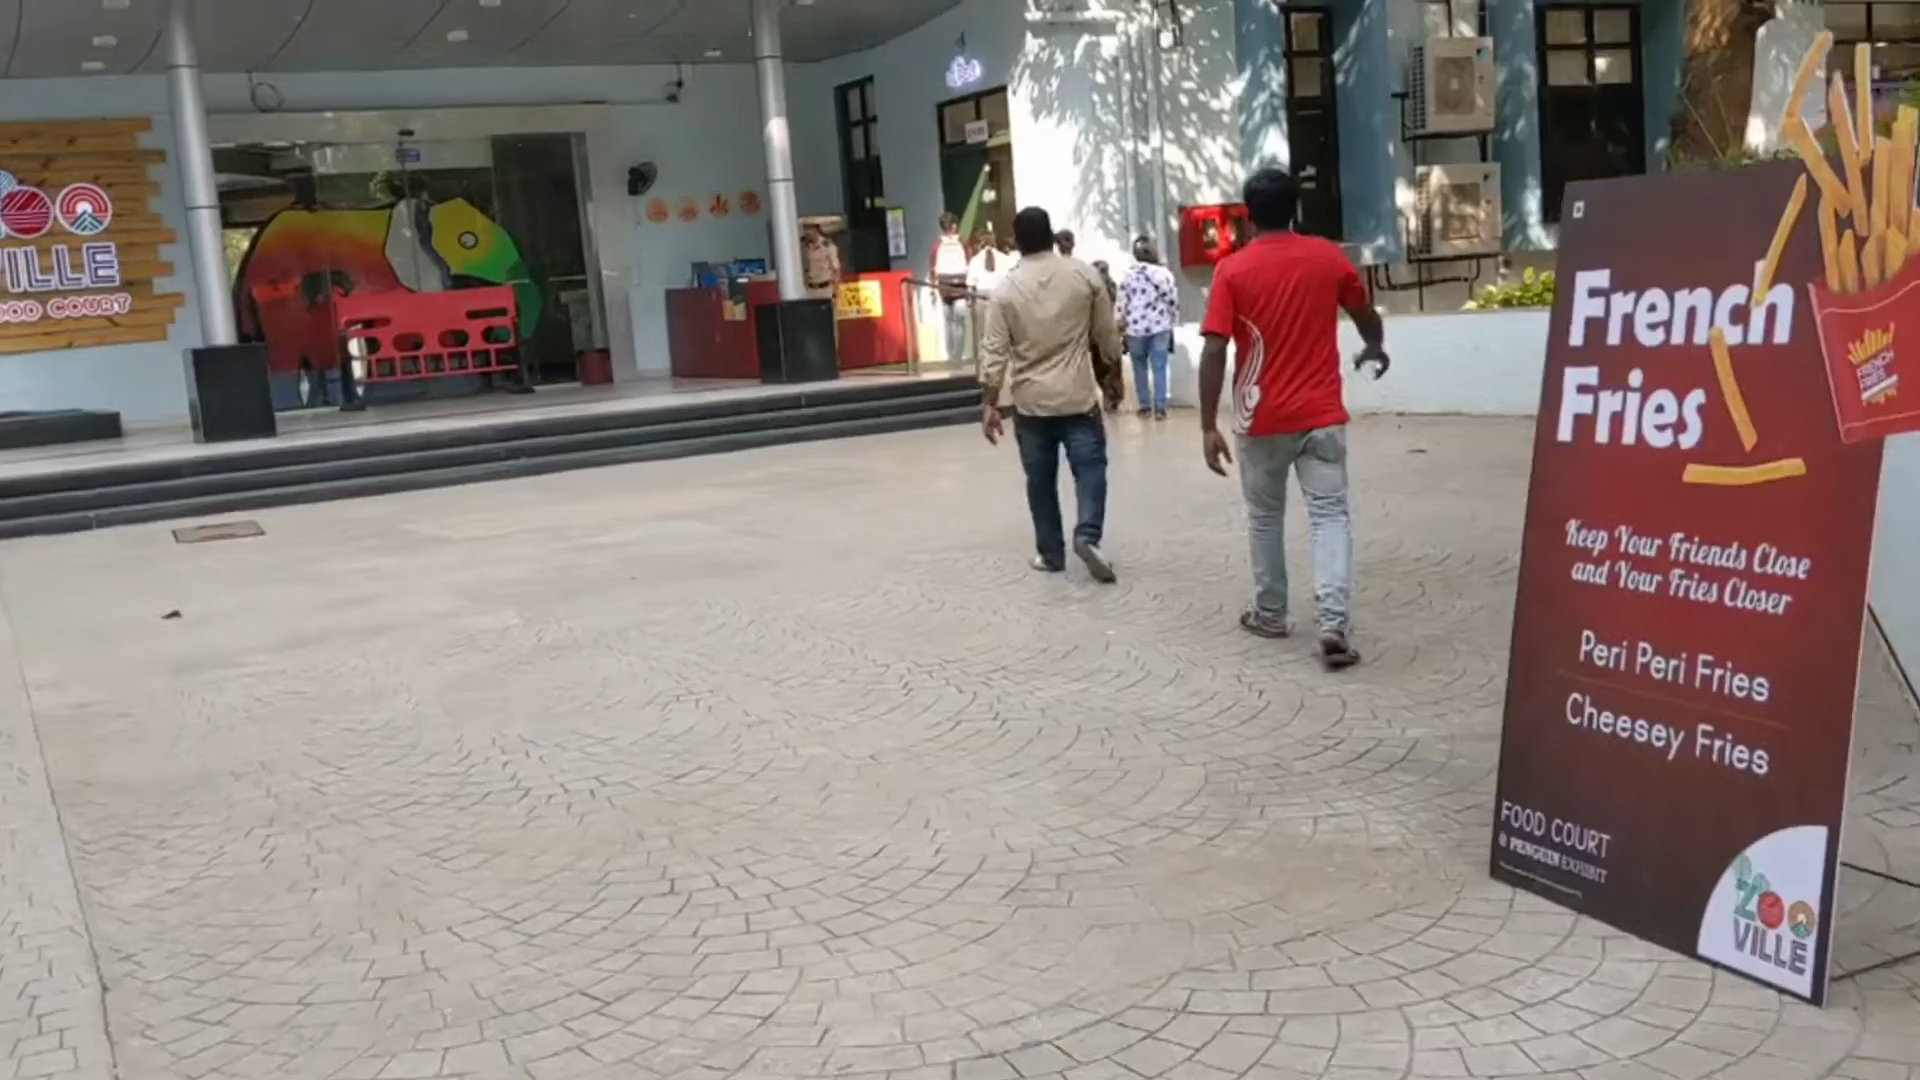 ZOO
VILLE
FOOD COURT
French
Fries
FRENCH
FRIES
Keep Your Friends Close
and Your Fries Closer
Peri Peri Fries
Cheesey Fries
FOOD COURT
@ PENGUIN EXHIBIT
ZOO
VILLE